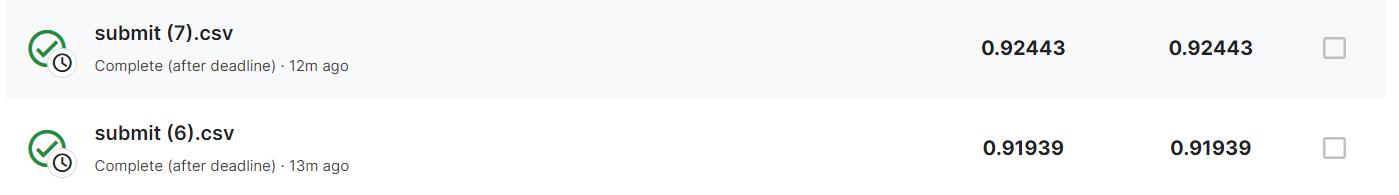 submit (7).csv
0.92443 0.92443
Complete (after deadline) · 12m ago
submit (6).csv
0.91939 0.91939
Complete (after deadline) · 13m ago